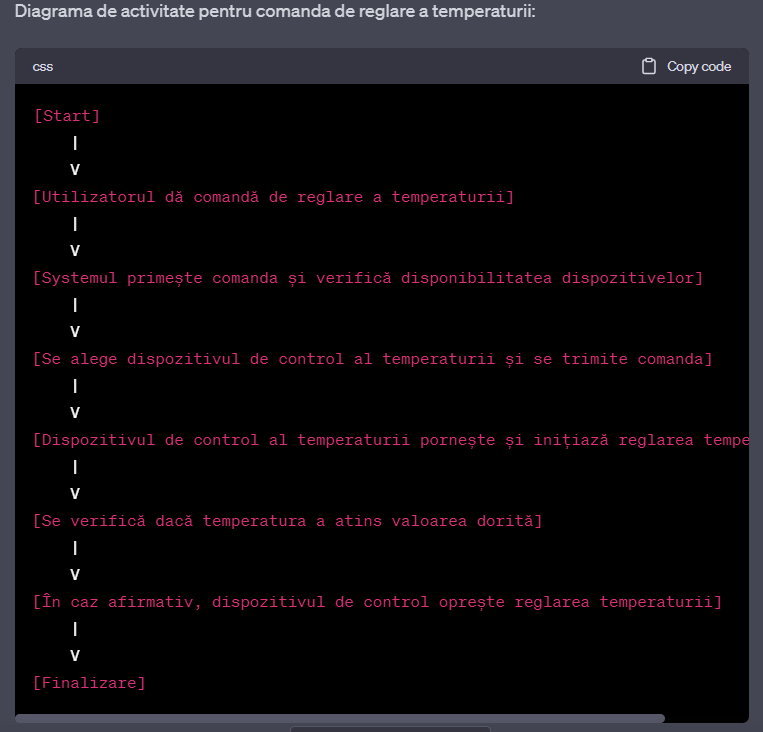 Diagrama de activitate pentru comanda de reglare a temperaturii:
css
Copy code
[Start]
|
V
[Utilizatorul dă comandă de reglare a temperaturii]
|
V
[Systemul primește comanda și verifică disponibilitatea dispozitivelor]
|
V
[Se alege dispozitivul de control al temperaturii și se trimite comanda]
|
V
[Dispozitivul de control al temperaturii pornește și inițiază reglarea tempe
|
V
[Se verifică dacă temperatura a atins valoarea dorită]
|
V
[În caz afirmativ, dispozitivul de control oprește reglarea temperaturii]
|
V
[Finalizare]